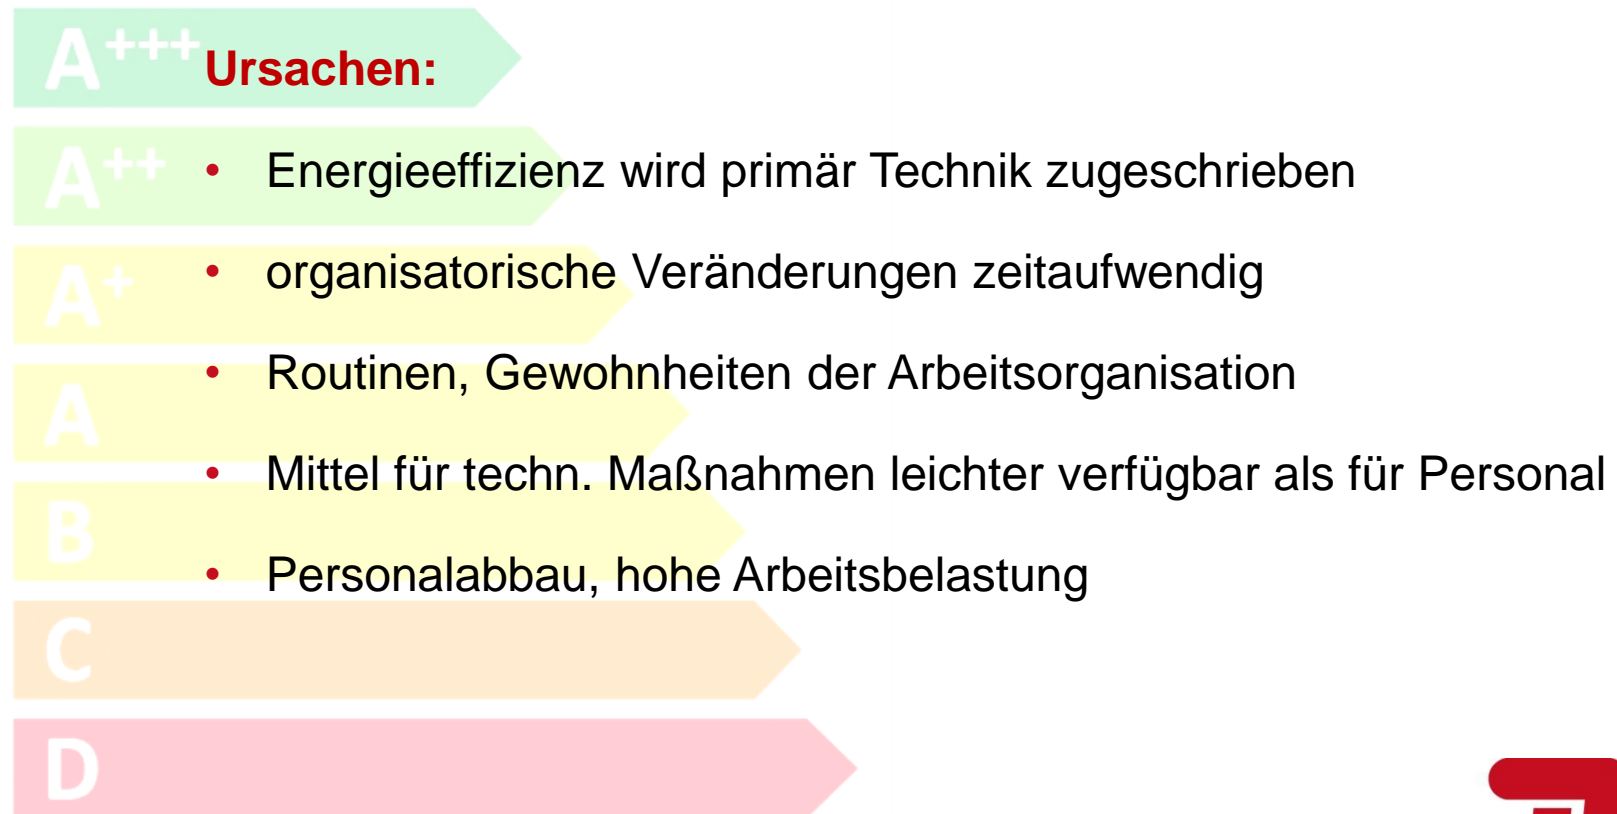 A+++
Ursachen:
A++
• Energieeffizienz wird primär Technik zugeschrieben
A+
• organisatorische Veränderungen zeitaufwendig
A
• Routinen, Gewohnheiten der Arbeitsorganisation
• Mittel für techn. Maßnahmen leichter verfügbar als für Personal
B
• Personalabbau, hohe Arbeitsbelastung
C
D